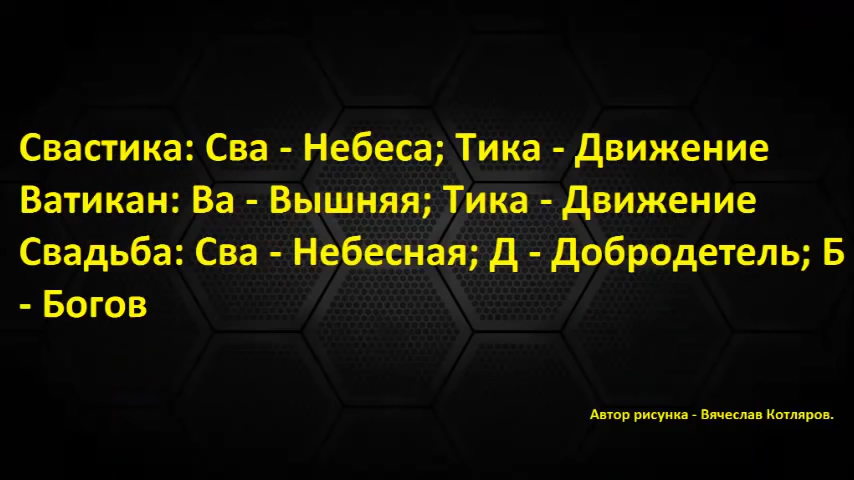 Свастика: Сва - Небеса; Тика - Движение
Ватикан: Ва - Вышняя; Тика - Движение
Свадьба: Сва - Небесная; Д - Добродетель; Б
- Богов
Автор рисунка - Вячеслав Котляров.